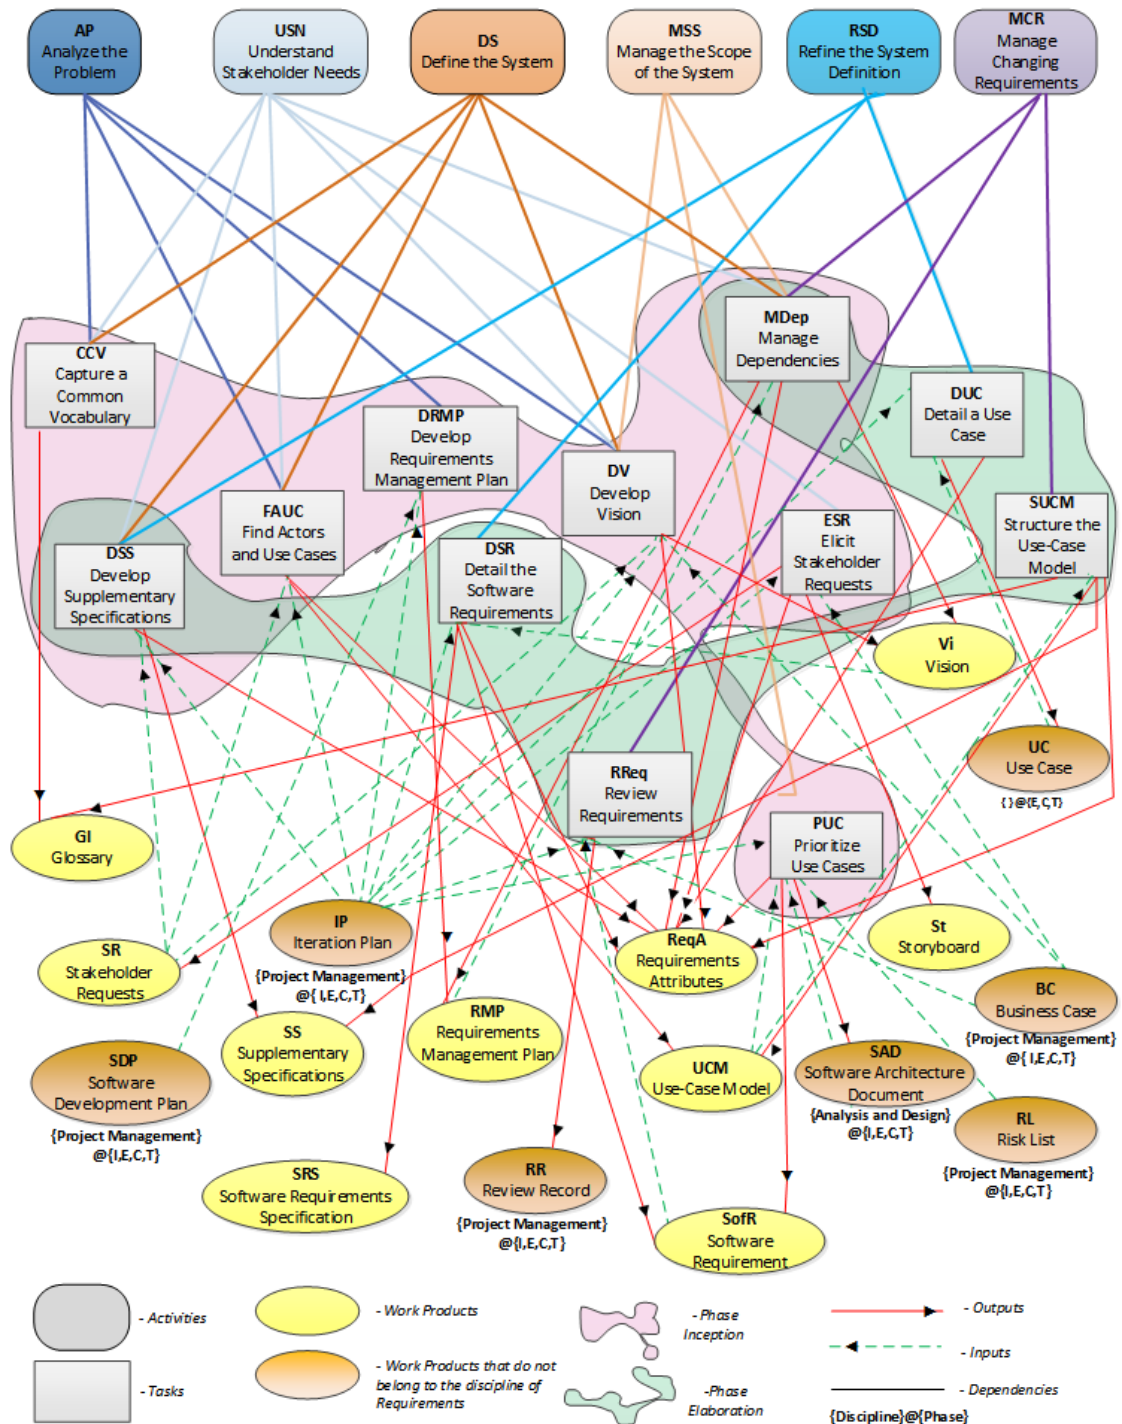 AP
Analyze the
Problem
USN
Understand
Stakeholder Needs
DS
Define the System
MSS
Manage the Scope
of the System
RSD
Refine the System
Definition
MCR
Manage
Changing
Requirements
MDep
Manage
Dependencies
CCV
Capture a
Common
Vocabulary
DUC
Detail a Use
Case
DRMP
Develop
Requirements
Management Plan
DV
Develop
Vision
FAUC
Find Actors
and Use Cases
ESR
Elicit
Stakeholder
Requests
SUCM
Structure the
Use-Case
Model
DSS
Develop
Supplementary
Specifications
DSR
Detail the
Software
Requirements
Vi
Vision
UC
Use Case
{ }@{E,C,T}
RReq
Review
Requirements
PUC
Prioritize
Use Cases
GI
Glossary
IP
Iteration Plan
{Project Management}
@{ I,E,C,T}
St
Storyboard
SR
Stakeholder
Requests
ReqA
Requirements
Attributes
BC
Business Case
{Project Management}
@{ I,E,C,T}
SS
Supplementary
Specifications
RMP
Requirements
Management Plan
SDP
Software
Development Plan
{Project Management}
@{I,E,C,T}
UCM
Use-Case Model
SAD
Software Architecture
Document
{Analysis and Design}
@{I,E,C,T}
RL
Risk List
{Project Management}
@{I,E,C,T}
SRS
Software Requirements
Specification
RR
Review Record
{Project Management}
@{I,E,C,T}
SofR
Software
Requirement
- Activities
- Tasks
- Work Products
- Work Products that do not
belong to the discipline of
Requirements
- Phase
Inception
-Phase
Elaboration
- Outputs
- Inputs
- Dependencies
{Discipline}@{Phase}